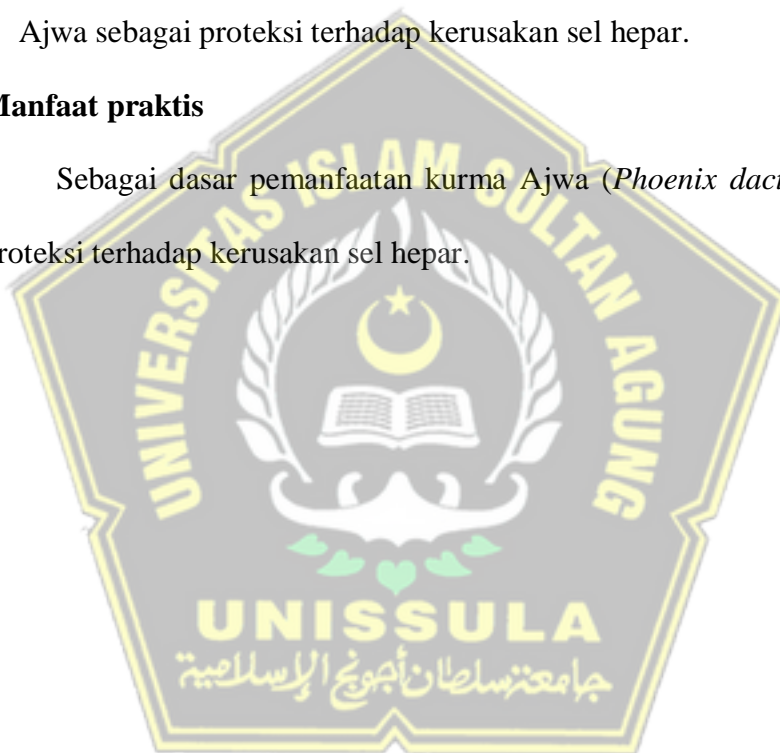 Ajwa sebagai proteksi terhadap kerusakan sel hepar.
Manfaat praktis
Sebagai dasar pemanfaatan kurma Ajwa (Phoenix dact
roteksi terhadap kerusakan sel hepar.
UNIVERSITAS ISLAM SULTAN AGUNG
UNISSULA
جامعة سلطان أجونج الإسلامية